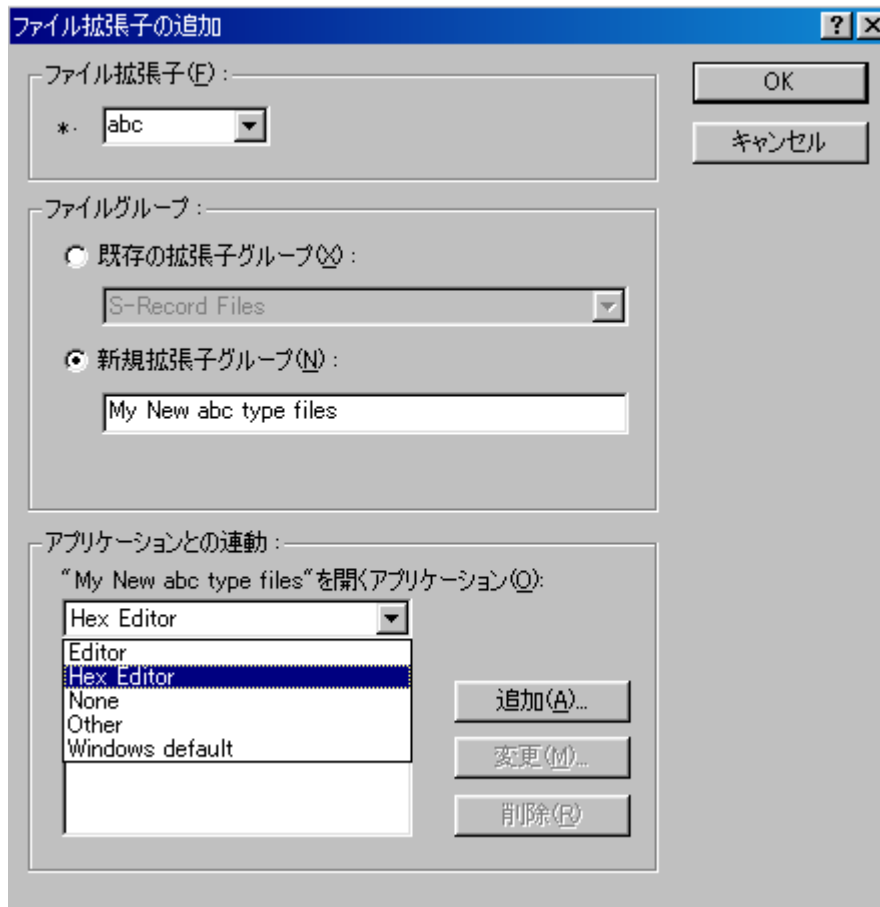 ファイル拡張子の追加
ファイル拡張子(F)：
OK
*. abc
キャンセル
ファイルグループ：
既存の拡張子グループ(X)：
S-Record Files
新規拡張子グループ(N)：
My New abc type files
アプリケーションとの連動：
"My New abc type files"を開くアプリケーション(O):
Hex Editor
Editor
Hex Editor
None
Other
Windows default
追加(A)...
変更(M)...
削除(R)